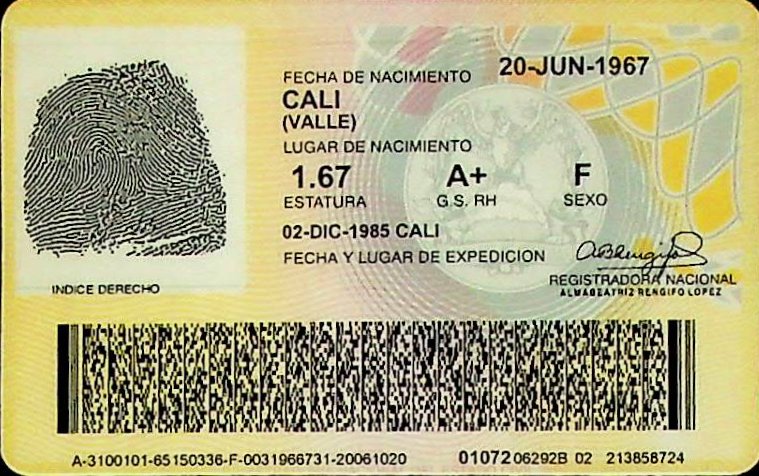 FECHA DE NACIMIENTO 20-JUN-1967
CALI
(VALLE)
LUGAR DE NACIMIENTO
1.67 A+ F
ESTATURA G.S. RH SEXO
02-DIC-1985 CALI
FECHA Y LUGAR DE EXPEDICION
REGISTRADORA NACIONAL
ALMABEATRIZ RENGIFO LOPEZ
INDICE DERECHO
A-3100101-65150336-F-0031966731-20061020 01072 06292B 02 213858724